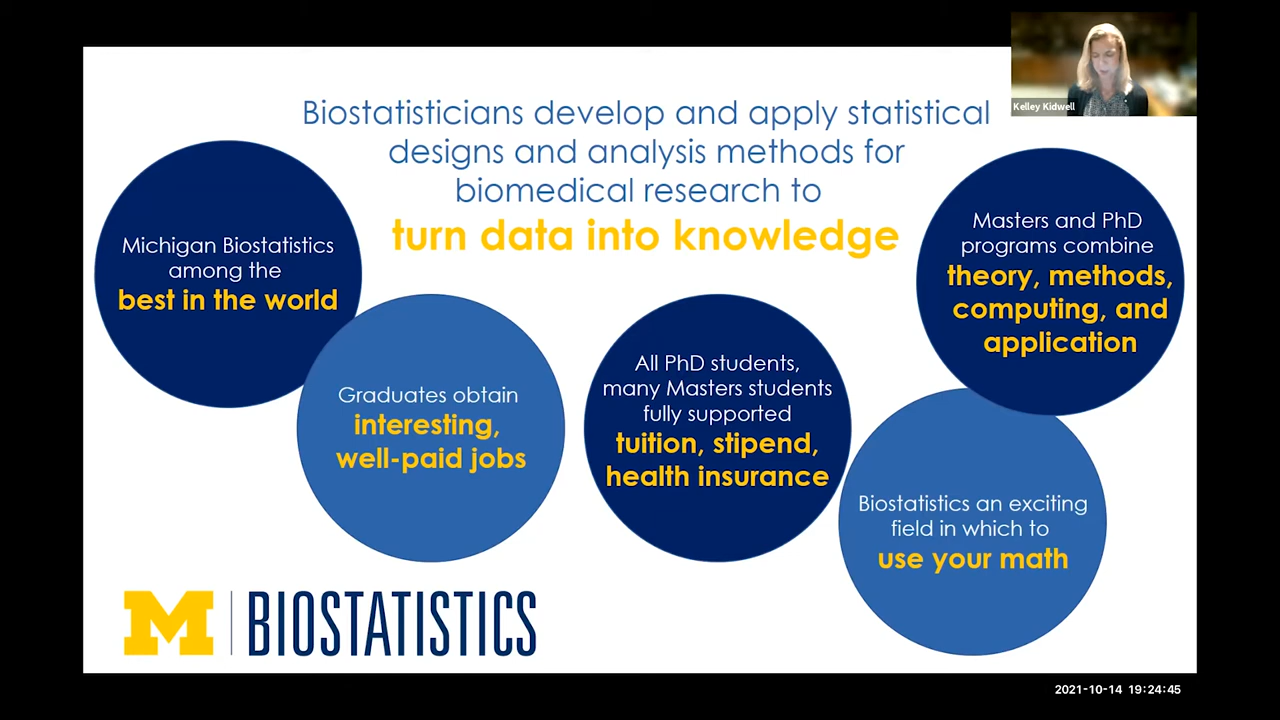 Kelley Kidwell
Biostatisticians develop and apply statistical
designs and analysis methods for
biomedical research to
turn data into knowledge
Michigan Biostatistics
among the
best in the world
Graduates obtain
interesting,
well-paid jobs
All PhD students,
many Masters students
fully supported
tuition, stipend,
health insurance
Masters and PhD
programs combine
theory, methods,
computing, and
application
Biostatistics an exciting
field in which to
use your math
M BIOSTATISTICS
2021-10-14 19:24:45